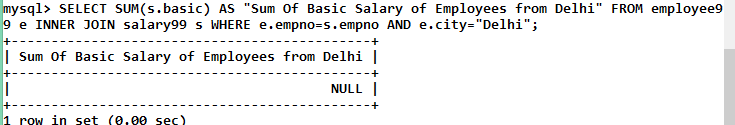 mysql> SELECT SUM(s.basic) AS "Sum Of Basic Salary of Employees from Delhi" FROM employee9
9 e INNER JOIN salary99 s WHERE e.empno=s.empno AND e.city="Delhi";
+---------------------------------------------+
| Sum Of Basic Salary of Employees from Delhi |
+---------------------------------------------+
|                                        NULL |
+---------------------------------------------+
1 row in set (0.00 sec)